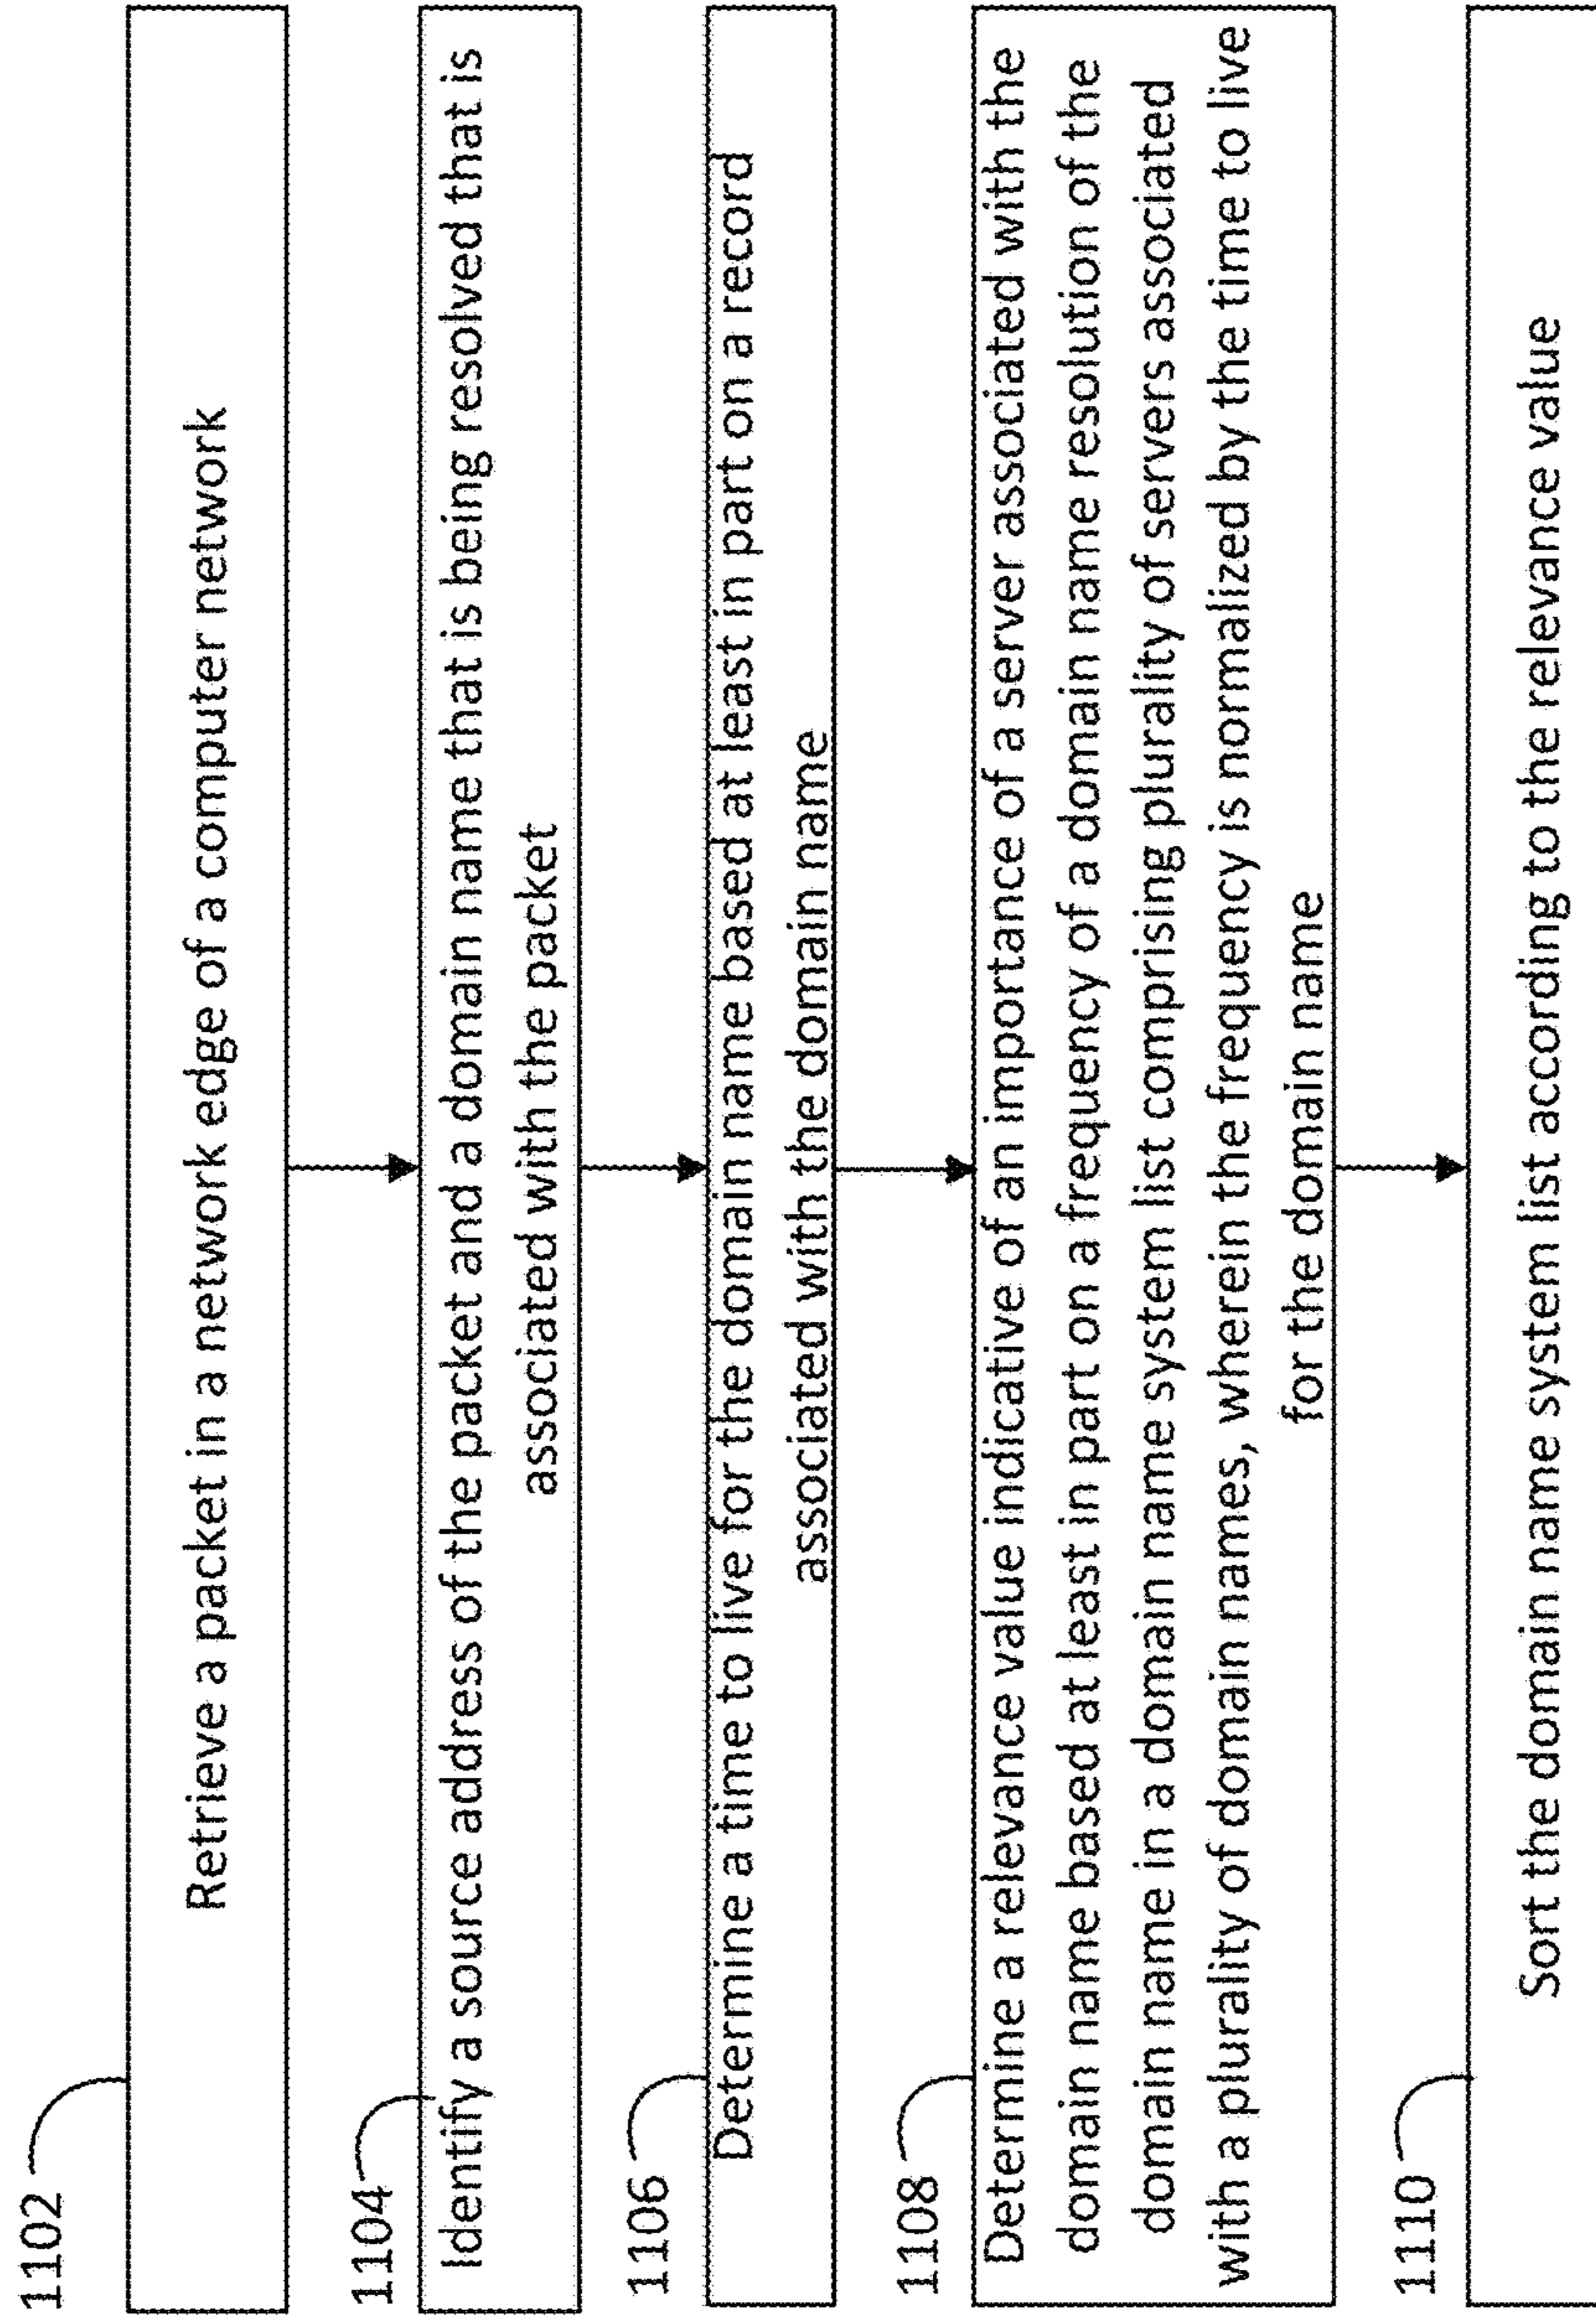 1102
Retrieve a packet in a network edge of a computer network
1104
Identify a source address of the packet and a domain name that is being resolved that is
associated with the packet
1106
Determine a time to live for the domain name based at least in part on a record
associated with the domain name
1108
Determine a relevance value indicative of an importance of a server associated with the
domain name based at least in part on a frequency of a domain name resolution of the
domain name in a domain name system list comprising plurality of servers associated
with a plurality of domain names, wherein the frequency is normalized by the time to live
for the domain name
1110
Sort the domain name system list according to the relevance value